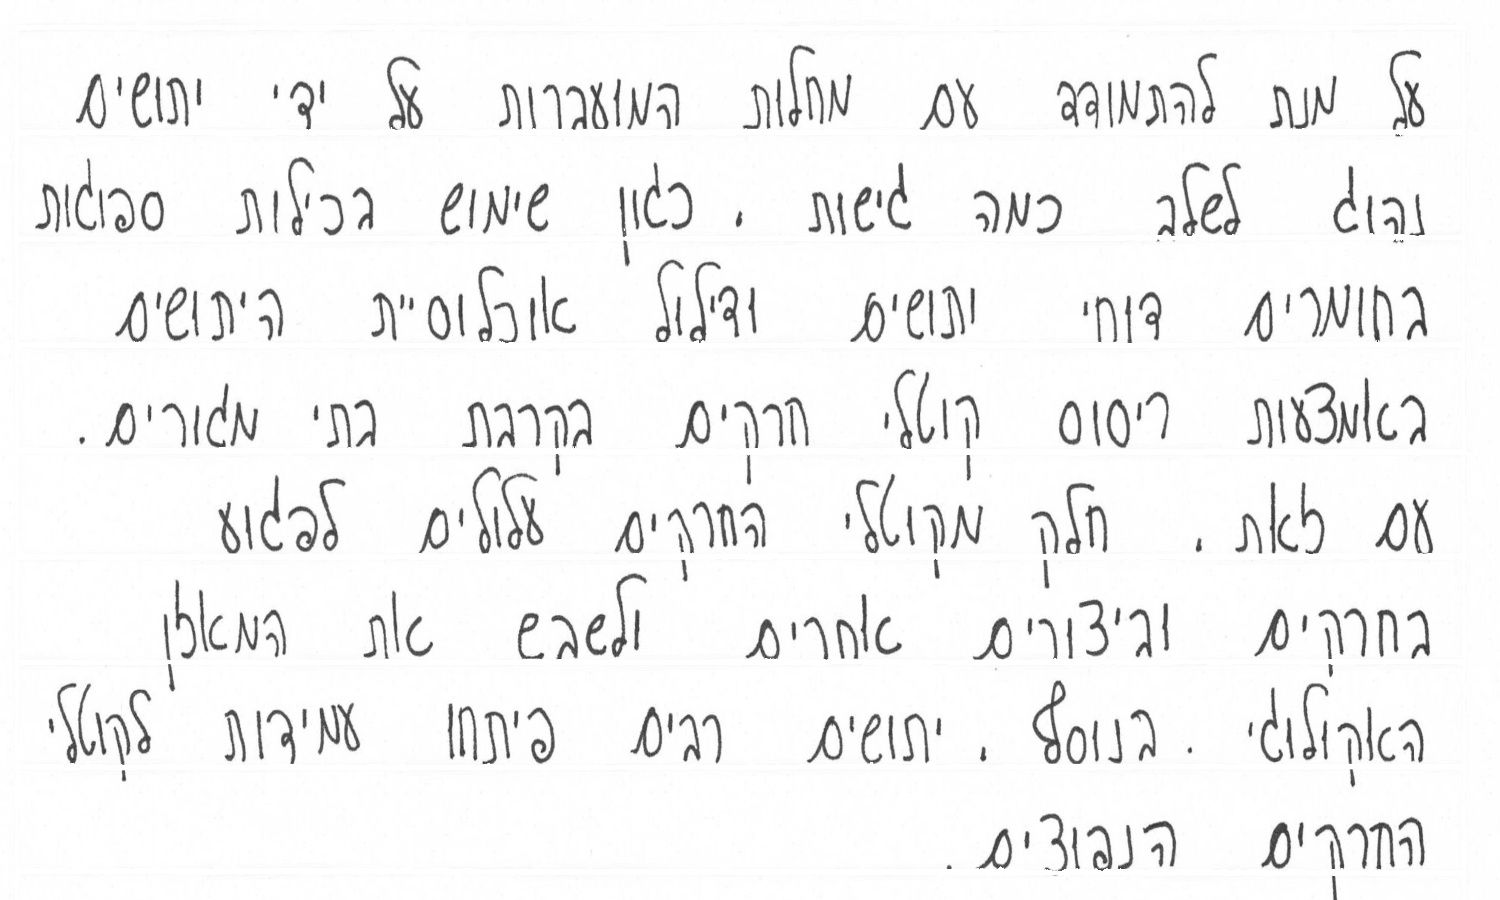 על מנת להתמודד עם מחלות המועברות על ידי יתושים
נהוג לשלב כמה גישות , כגון שימוש בכילות ספוגות
בחומרים דוחי יתושים ודילול אוכלוסיית היתושים
באמצעות ריסוס קוטלי חרקים בקרבת בתי מגורים .
עם זאת , חלק מקוטלי החרקים עלולים לפגוע
בחרקים וביצורים אחרים ולשבש את המאזן
האקולוגי . בנוסף , יתושים רבים פיתחו עמידות לקוטלי
החרקים הנפוצים .